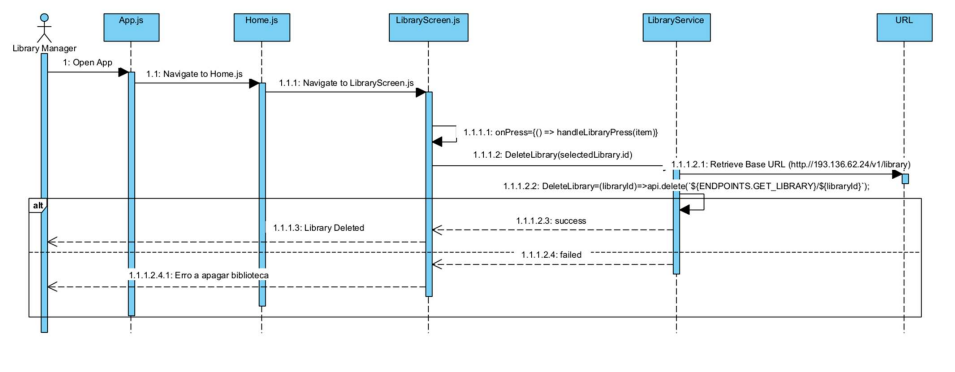 App.js
Home.js
LibraryScreen.js
LibraryService
URL
Library Manager
1: Open App
1.1: Navigate to Home.js
1.1.1: Navigate to LibraryScreen.js
1.1.1.1: onPress={() => handleLibraryPress(item)}
1.1.1.2: DeleteLibrary(selectedLibrary.id)
1.1.1.2.1: Retrieve Base URL (http.//193.136.62.24/v1/library)
1.1.1.2.2: DeleteLibrary=(libraryId)=>api.delete(`${ENDPOINTS.GET_LIBRARY}/${libraryId}`);
alt
1.1.1.2.3: success
1.1.1.3: Library Deleted
1.1.1.2.4: failed
1.1.1.2.4.1: Erro a apagar biblioteca